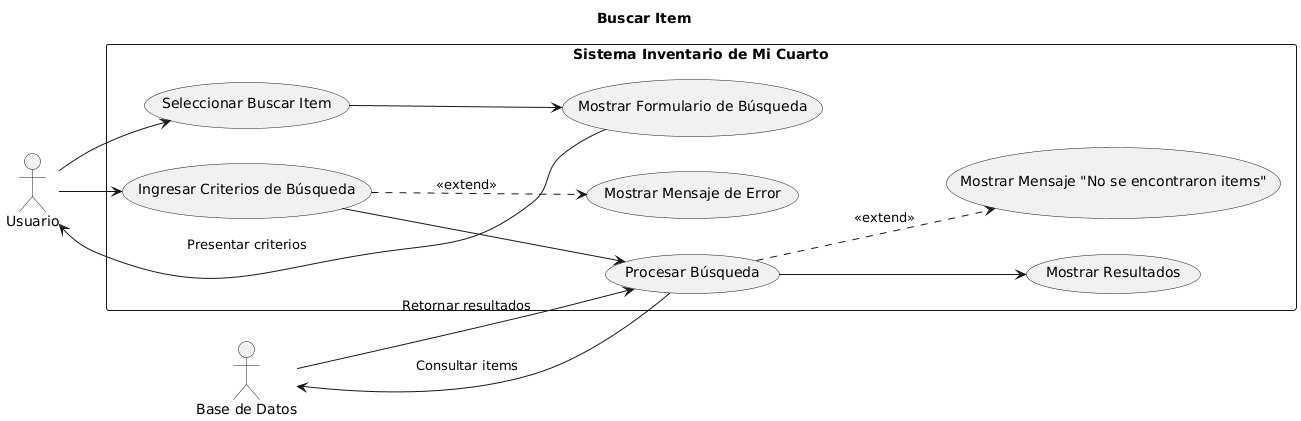 Buscar Item
Sistema Inventario de Mi Cuarto
Seleccionar Buscar Item
Mostrar Formulario de Búsqueda
Ingresar Criterios de Búsqueda
«extend»
Mostrar Mensaje de Error
Mostrar Mensaje "No se encontraron items"
Usuario
«extend»
Presentar criterios
Procesar Búsqueda
Mostrar Resultados
Retornar resultados
Consultar items
Base de Datos